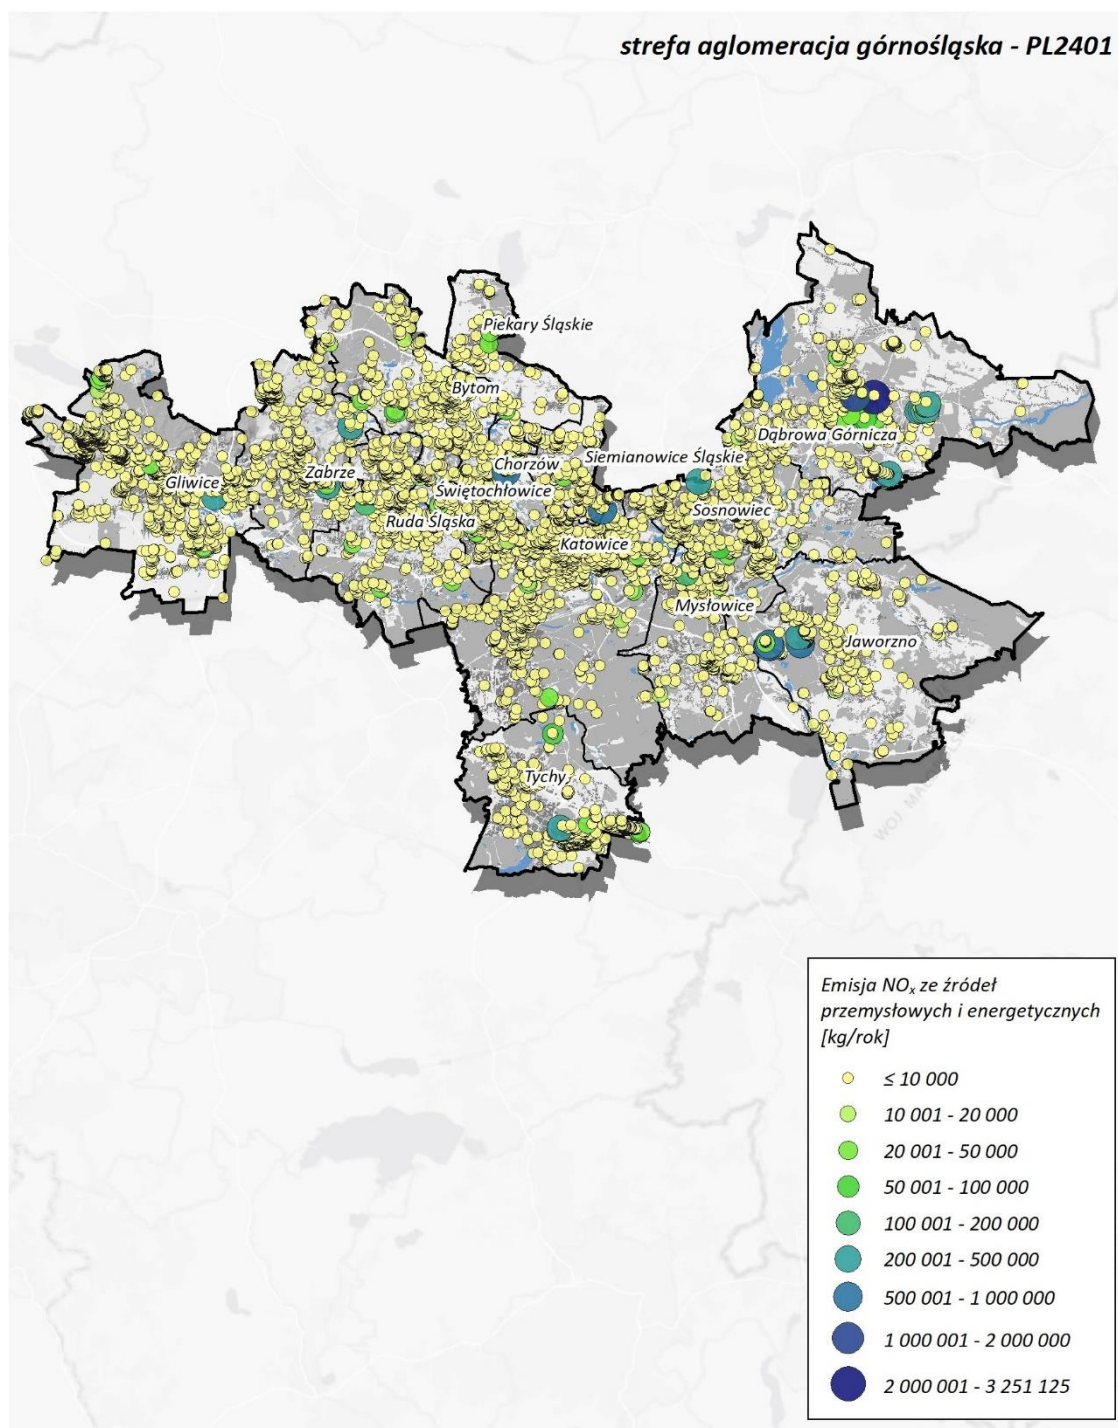 strefa aglomeracja górnośląska - PL2401
Piekary Śląskie
Bytom
Siemianowice Śląskie
Dąbrowa Górnicza
Chorzów
Zabrze
Gliwice
Świętochłowice
Ruda Śląska
Sosnowiec
Katowice
Mysłowice
Jaworzno
Tychy
Emisja NOₓ ze źródeł
przemysłowych i energetycznych
[kg/rok]
≤ 10 000
10 001 - 20 000
20 001 - 50 000
50 001 - 100 000
100 001 - 200 000
200 001 - 500 000
500 001 - 1 000 000
1 000 001 - 2 000 000
2 000 001 - 3 251 125